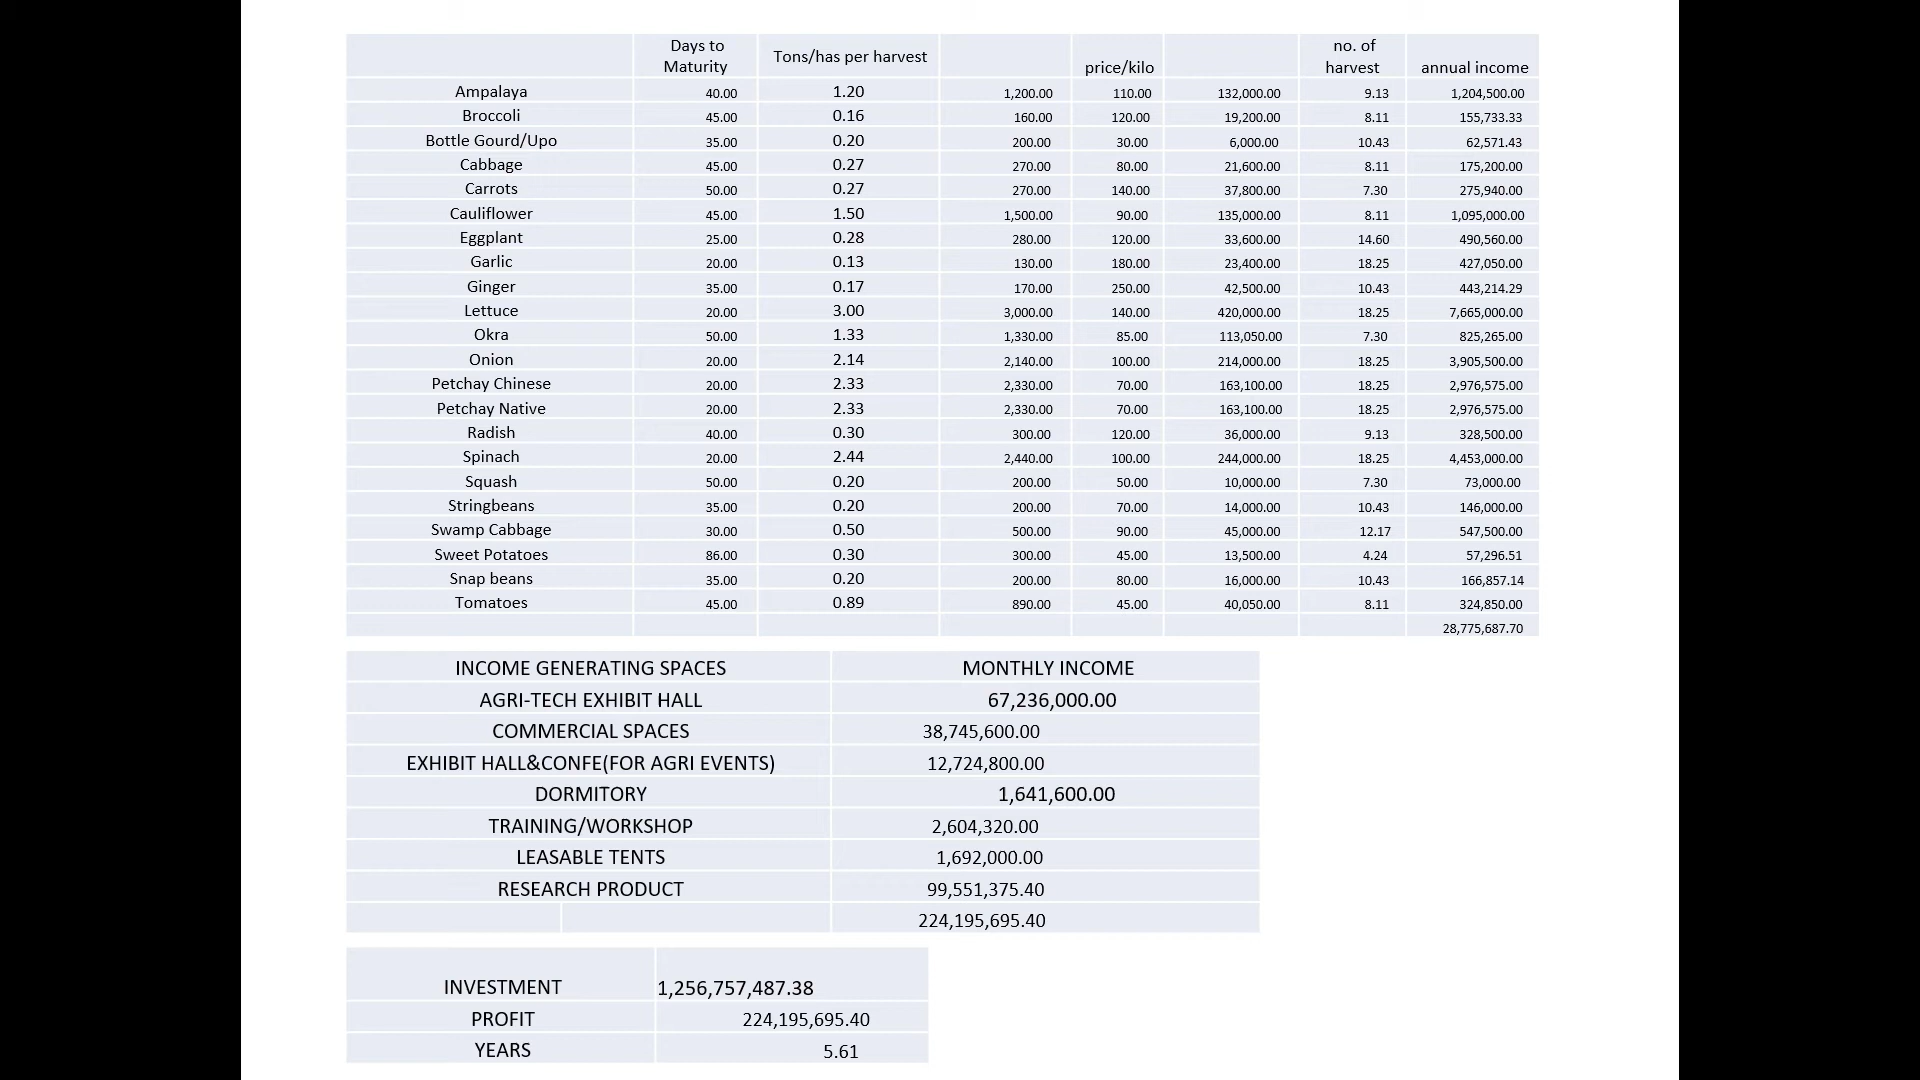 Days to Maturity Tons/has per harvest price/kilo no. of harvest annual income
Ampalaya 40.00 1.20 1,200.00 110.00 132,000.00 9.13 1,204,500.00
Broccoli 45.00 0.16 160.00 120.00 19,200.00 8.11 155,733.33
Bottle Gourd/Upo 35.00 0.20 200.00 30.00 6,000.00 10.43 62,571.43
Cabbage 45.00 0.27 270.00 80.00 21,600.00 8.11 175,200.00
Carrots 50.00 0.27 270.00 140.00 37,800.00 7.30 275,940.00
Cauliflower 45.00 1.50 1,500.00 90.00 135,000.00 8.11 1,095,000.00
Eggplant 25.00 0.28 280.00 120.00 33,600.00 14.60 490,560.00
Garlic 20.00 0.13 130.00 180.00 23,400.00 18.25 427,050.00
Ginger 35.00 0.17 170.00 250.00 42,500.00 10.43 443,214.29
Lettuce 20.00 3.00 3,000.00 140.00 420,000.00 18.25 7,665,000.00
Okra 50.00 1.33 1,330.00 85.00 113,050.00 7.30 825,265.00
Onion 20.00 2.14 2,140.00 100.00 214,000.00 18.25 3,905,500.00
Petchay Chinese 20.00 2.33 2,330.00 70.00 163,100.00 18.25 2,976,575.00
Petchay Native 20.00 2.33 2,330.00 70.00 163,100.00 18.25 2,976,575.00
Radish 40.00 0.30 300.00 120.00 36,000.00 9.13 328,500.00
Spinach 20.00 2.44 2,440.00 100.00 244,000.00 18.25 4,453,000.00
Squash 50.00 0.20 200.00 50.00 10,000.00 7.30 73,000.00
Stringbeans 35.00 0.20 200.00 70.00 14,000.00 10.43 146,000.00
Swamp Cabbage 30.00 0.50 500.00 90.00 45,000.00 12.17 547,500.00
Sweet Potatoes 86.00 0.30 300.00 45.00 13,500.00 4.24 57,296.51
Snap beans 35.00 0.20 200.00 80.00 16,000.00 10.43 166,857.14
Tomatoes 45.00 0.89 890.00 45.00 40,050.00 8.11 324,850.00
28,775,687.70
INCOME GENERATING SPACES MONTHLY INCOME
AGRI-TECH EXHIBIT HALL 67,236,000.00
COMMERCIAL SPACES 38,745,600.00
EXHIBIT HALL&CONFE(FOR AGRI EVENTS) 12,724,800.00
DORMITORY 1,641,600.00
TRAINING/WORKSHOP 2,604,320.00
LEASABLE TENTS 1,692,000.00
RESEARCH PRODUCT 99,551,375.40
224,195,695.40
INVESTMENT 1,256,757,487.38
PROFIT 224,195,695.40
YEARS 5.61